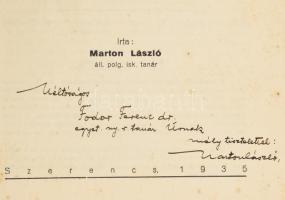 Irta:
Marton László
áll. polg. isk. tanár
Méltóságos
Fodor Ferenc dr.
egyet. ny. r. tanár Úrnak
mély tisztelettel:
Marton László,
Szerencs, 1935